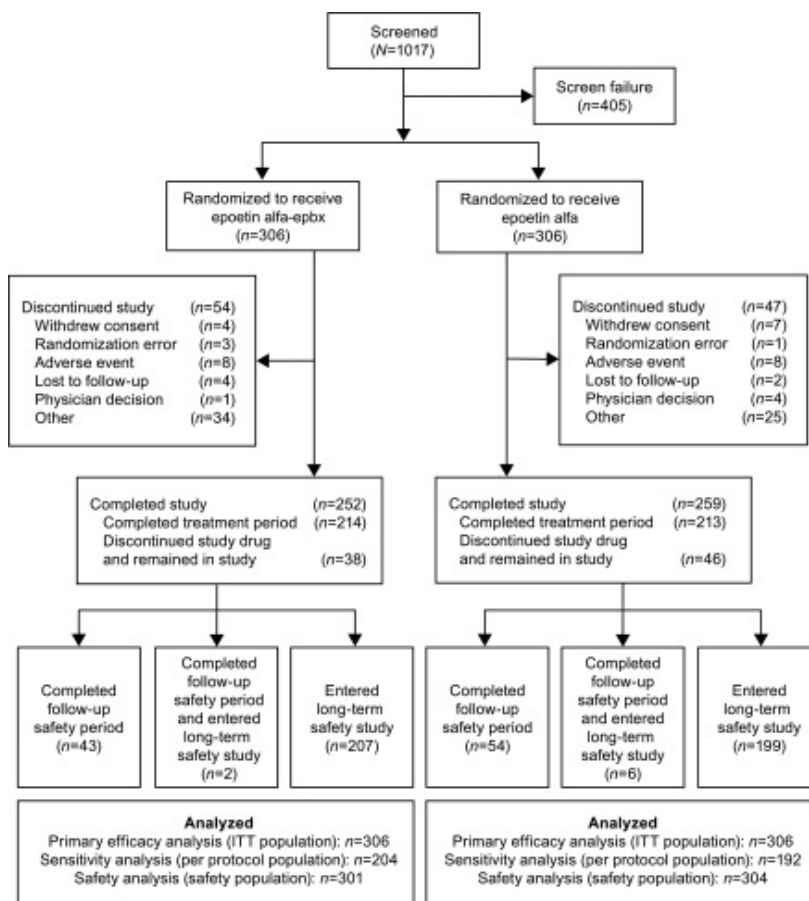 Screened
(N=1017)
Screen failure
(n=405)
Randomized to receive
epoetin alfa-epbx
(n=306)
Randomized to receive
epoetin alfa
(n=306)
Discontinued study (n=54)
Withdrew consent (n=4)
Randomization error (n=3)
Adverse event (n=8)
Lost to follow-up (n=4)
Physician decision (n=1)
Other (n=34)
Discontinued study (n=47)
Withdrew consent (n=7)
Randomization error (n=1)
Adverse event (n=8)
Lost to follow-up (n=2)
Physician decision (n=4)
Other (n=25)
Completed study (n=252)
Completed treatment period (n=214)
Discontinued study drug
and remained in study (n=38)
Completed study (n=259)
Completed treatment period (n=213)
Discontinued study drug
and remained in study (n=46)
Completed
follow-up
safety period
(n=43)
Completed
follow-up
safety period
and entered
long-term
safety study
(n=2)
Entered
long-term
safety study
(n=207)
Completed
follow-up
safety period
(n=54)
Completed
follow-up
safety period
and entered
long-term
safety study
(n=6)
Entered
long-term
safety study
(n=199)
Analyzed
Primary efficacy analysis (ITT population): n=306
Sensitivity analysis (per protocol population): n=204
Safety analysis (safety population): n=301
Analyzed
Primary efficacy analysis (ITT population): n=306
Sensitivity analysis (per protocol population): n=192
Safety analysis (safety population): n=304